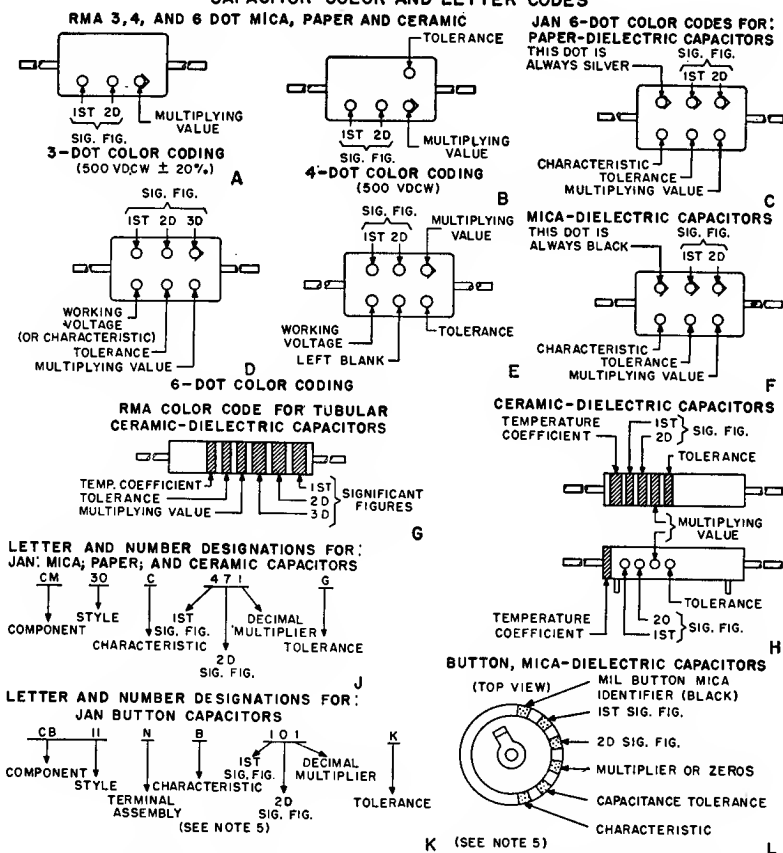 CAPACITOR COLOR AND LETTER CODES
RMA 3,4, AND 6 DOT MICA, PAPER AND CERAMIC
1ST 2D
SIG. FIG.
MULTIPLYING
VALUE
3-DOT COLOR CODING
(500 VDCW ± 20%)
A
TOLERANCE
1ST 2D
SIG. FIG.
MULTIPLYING
VALUE
4-DOT COLOR CODING
(500 VDCW)
B
JAN 6-DOT COLOR CODES FOR:
PAPER-DIELECTRIC CAPACITORS
THIS DOT IS
ALWAYS SILVER
SIG. FIG.
1ST 2D
CHARACTERISTIC
TOLERANCE
MULTIPLYING VALUE
C
SIG. FIG.
1ST 2D 3D
WORKING
VOLTAGE
(OR CHARACTERISTIC)
TOLERANCE
MULTIPLYING VALUE
D
SIG. FIG.
1ST 2D
MULTIPLYING
VALUE
WORKING
VOLTAGE
LEFT BLANK
TOLERANCE
E
6-DOT COLOR CODING
MICA-DIELECTRIC CAPACITORS
THIS DOT IS
ALWAYS BLACK
SIG. FIG.
1ST 2D
CHARACTERISTIC
TOLERANCE
MULTIPLYING VALUE
F
RMA COLOR CODE FOR TUBULAR
CERAMIC-DIELECTRIC CAPACITORS
TEMP. COEFFICIENT
TOLERANCE
MULTIPLYING VALUE
1ST
2D
3D
SIGNIFICANT
FIGURES
G
CERAMIC-DIELECTRIC CAPACITORS
TEMPERATURE
COEFFICIENT
1ST
2D
SIG. FIG.
TOLERANCE
MULTIPLYING
VALUE
TOLERANCE
TEMPERATURE
COEFFICIENT
2D
1ST
SIG. FIG.
H
LETTER AND NUMBER DESIGNATIONS FOR:
JAN: MICA; PAPER; AND CERAMIC CAPACITORS
CM 30 C 471 G
COMPONENT
STYLE
CHARACTERISTIC
1ST
SIG. FIG.
2D
SIG. FIG.
DECIMAL
MULTIPLIER
TOLERANCE
J
LETTER AND NUMBER DESIGNATIONS FOR:
JAN BUTTON CAPACITORS
CB 11 N B 101 K
COMPONENT
STYLE
TERMINAL
ASSEMBLY
CHARACTERISTIC
(SEE NOTE 5)
1ST
SIG. FIG.
2D
SIG. FIG.
DECIMAL
MULTIPLIER
TOLERANCE
K
BUTTON, MICA-DIELECTRIC CAPACITORS
(TOP VIEW)
MIL BUTTON MICA
IDENTIFIER (BLACK)
1ST SIG. FIG.
2D SIG. FIG.
MULTIPLIER OR ZEROS
CAPACITANCE TOLERANCE
CHARACTERISTIC
(SEE NOTE 5)
L